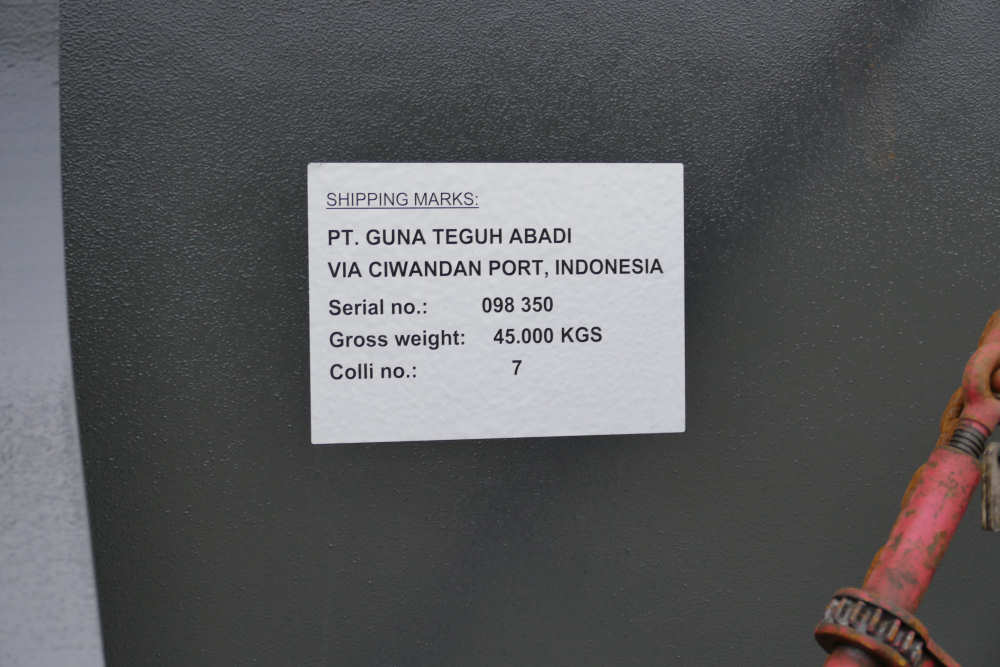 SHIPPING MARKS:
PT. GUNA TEGUH ABADI
VIA CIWANDAN PORT, INDONESIA
Serial no.: 098 350
Gross weight: 45.000 KGS
Colli no.: 7